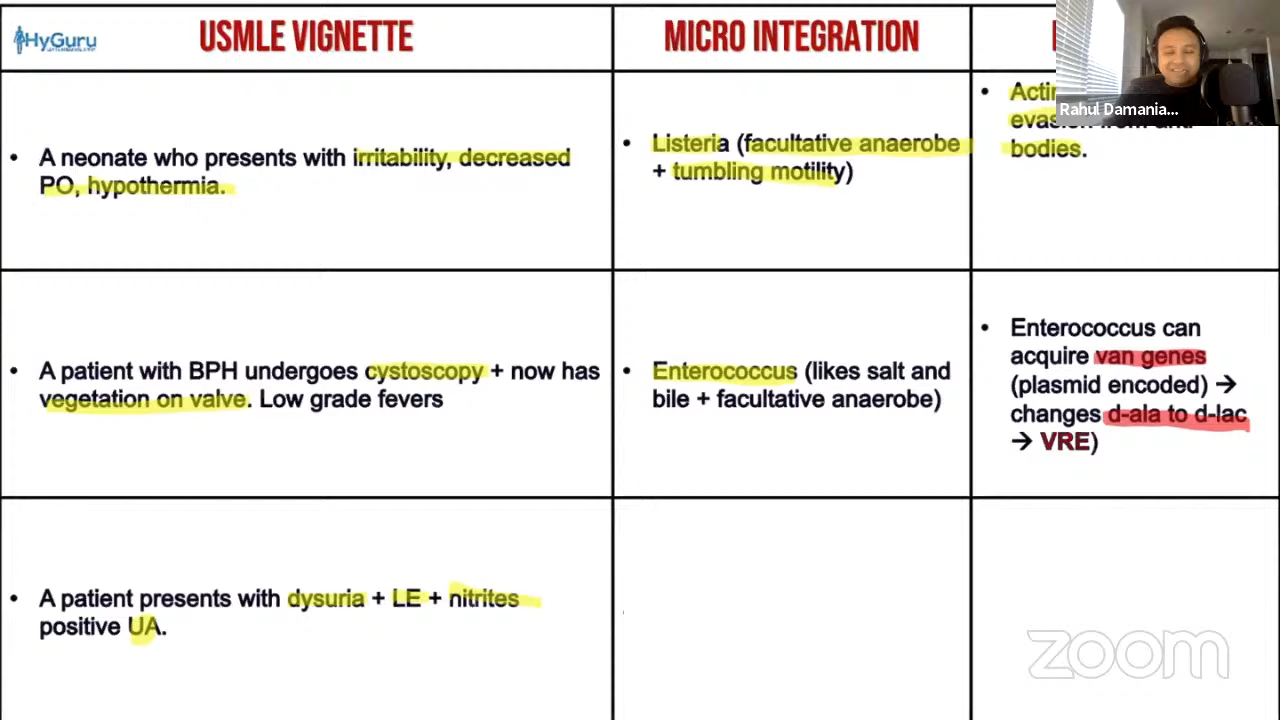 HyGuru
USMLE VIGNETTE
MICRO INTEGRATION
Rahul Damania...
• A neonate who presents with irritability, decreased
PO, hypothermia.
• Listeria (facultative anaerobe
+ tumbling motility)
•
evasion from anti
bodies.
• A patient with BPH undergoes cystoscopy + now has
vegetation on valve. Low grade fevers
• Enterococcus (likes salt and
bile + facultative anaerobe)
• Enterococcus can
acquire van genes
(plasmid encoded) →
changes d-ala to d-lac
→ VRE)
• A patient presents with dysuria + LE + nitrites
positive UA.
zoom